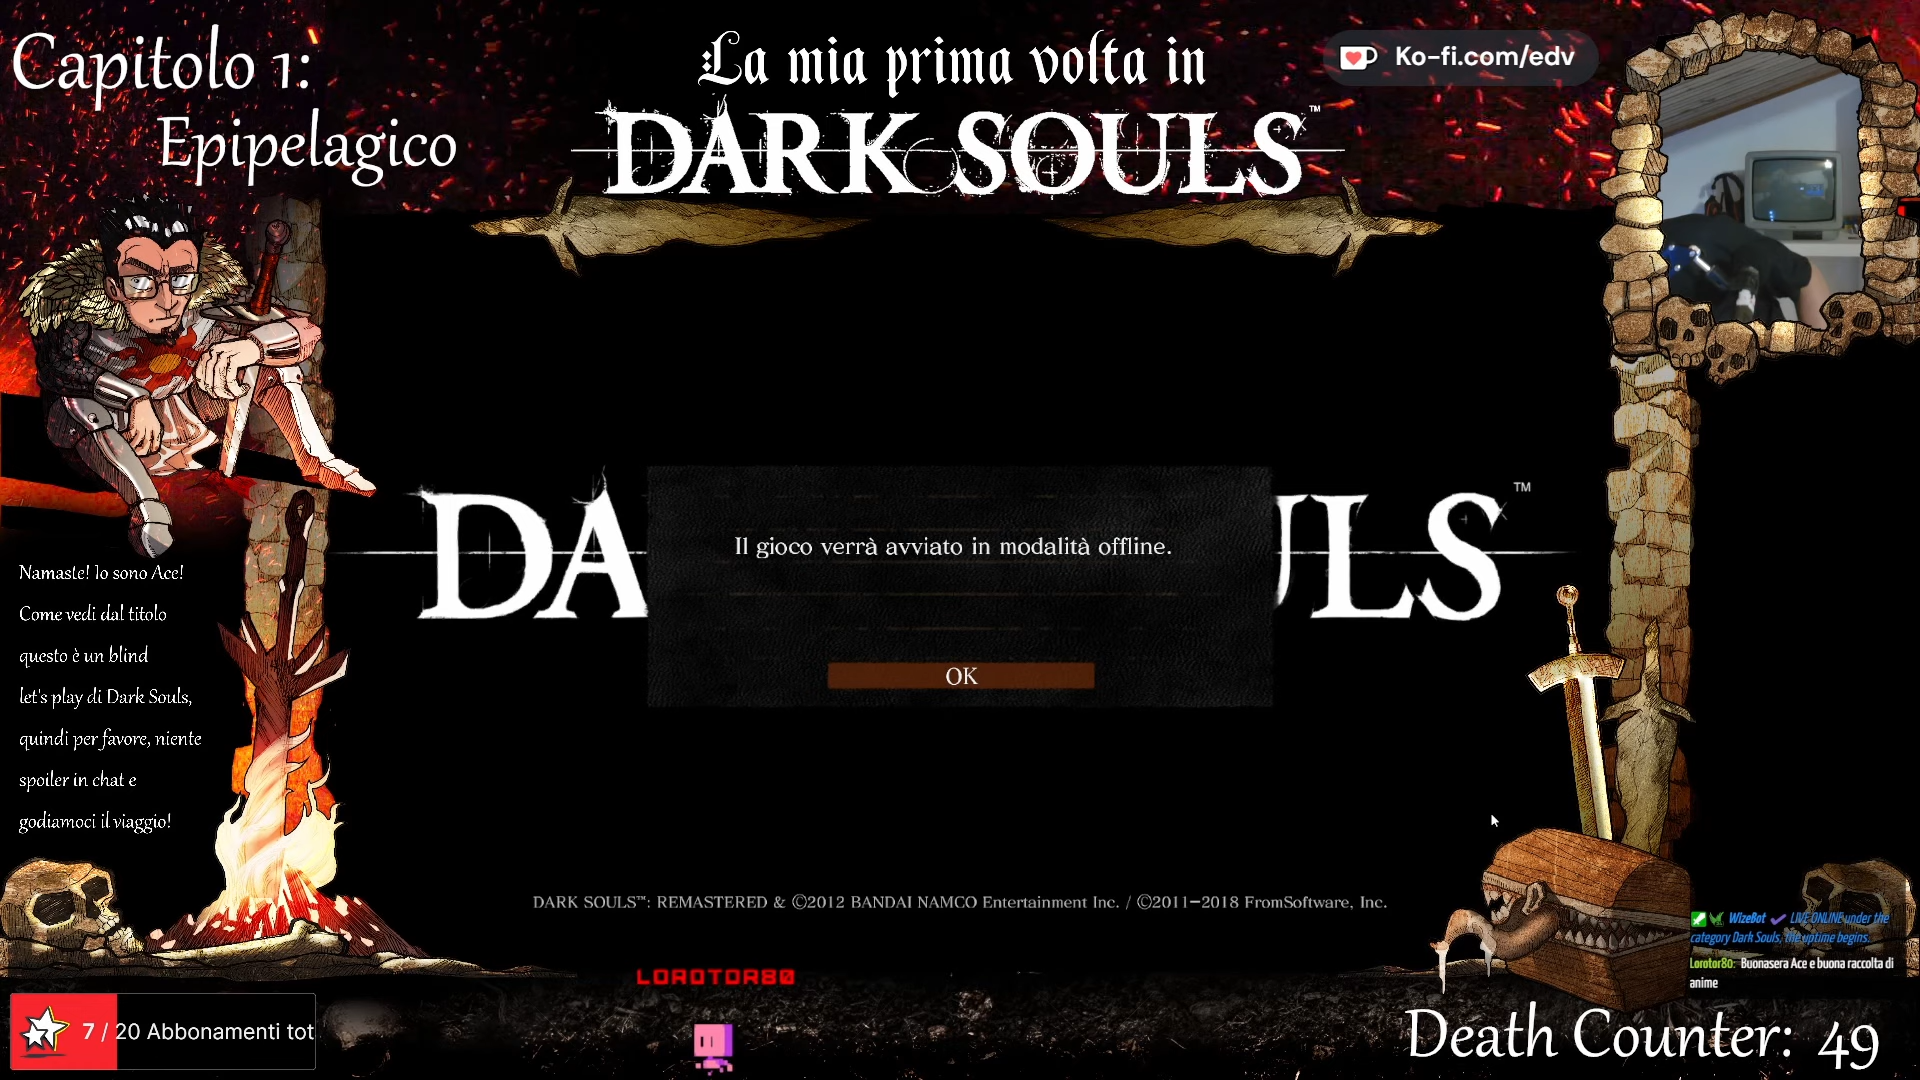 Capitolo 1:
Epipelagico
La mia prima volta in
DARK SOULS™
Ko-fi.com/edv
Namaste! Io sono Ace!
Come vedi dal titolo
questo è un blind
let's play di Dark Souls,
quindi per favore, niente
spoiler in chat e
godiamoci il viaggio!
DA ULS™
Il gioco verrà avviato in modalità offline.
OK
DARK SOULS™: REMASTERED & ©2012 BANDAI NAMCO Entertainment Inc. / ©2011-2018 FromSoftware, Inc.
WizeBot LIVE ONLINE under the
category Dark Souls, the uptime begins.
Lorotor80: Buonasera Ace e buona raccolta di
anime
LOROTOR80
7 / 20 Abbonamenti tot
Death Counter: 49